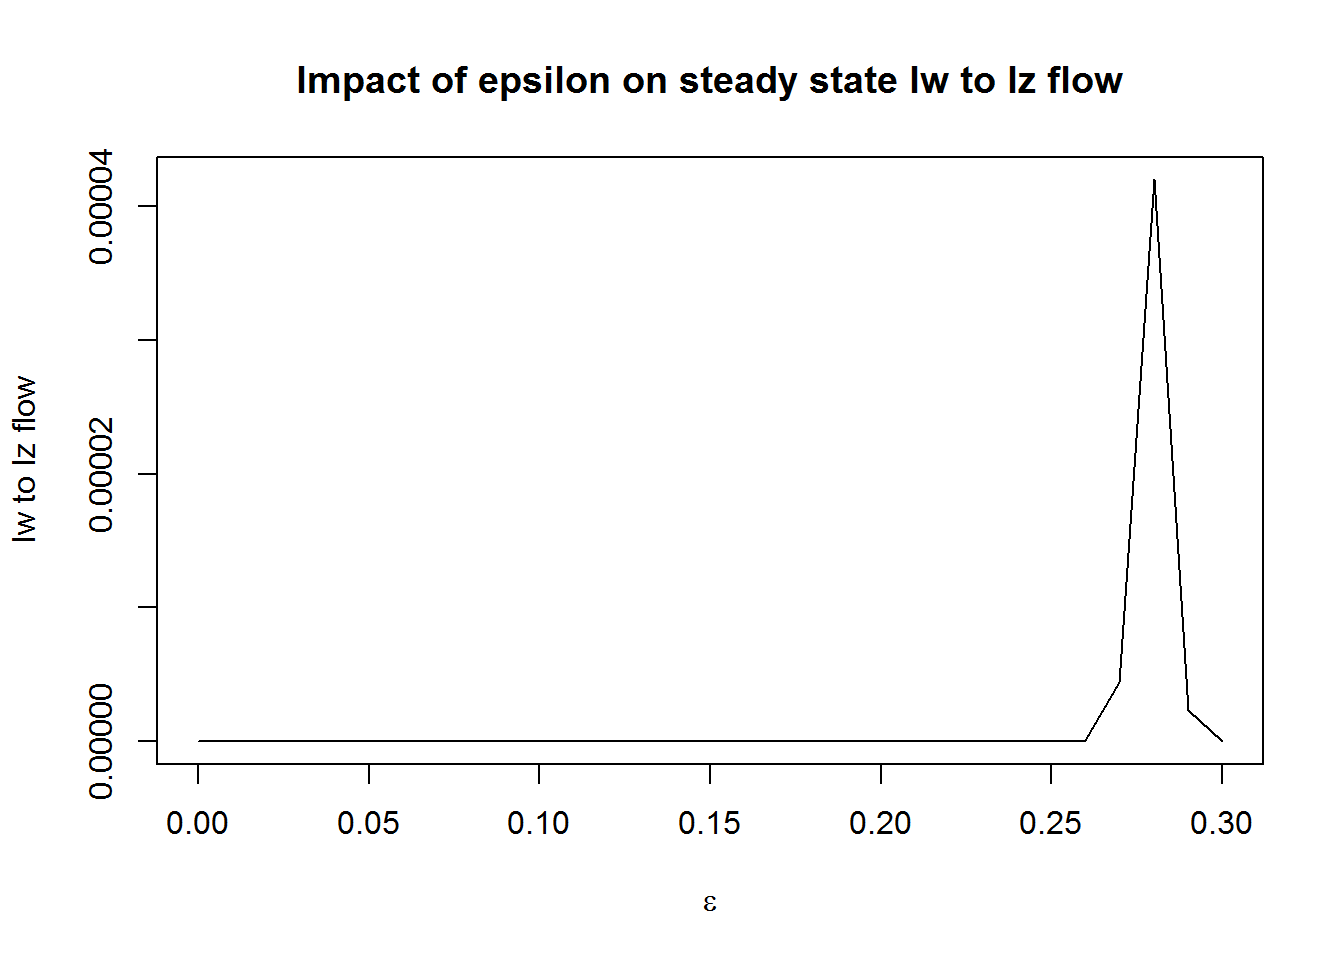 Impact of epsilon on steady state Iw to Iz flow
Iw to Iz flow
0.00004
0.00002
0.00000
0.00 0.05 0.10 0.15 0.20 0.25 0.30
ε